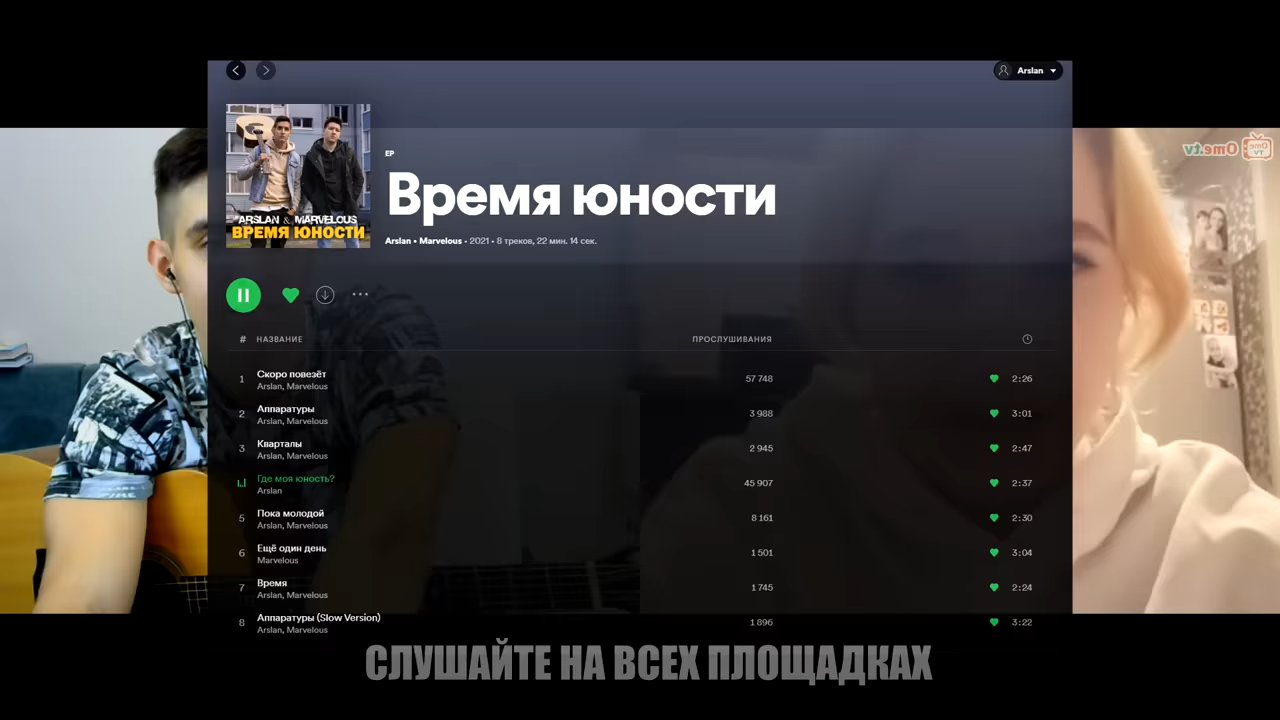 Arslan
ARSLAN & MARVELOUS
ВРЕМЯ ЮНОСТИ
EP
Время юности
Arslan • Marvelous • 2021 • 8 треков, 22 мин. 14 сек.
# НАЗВАНИЕ ПРОСЛУШИВАНИЯ
1 Скоро повезёт 57 748 2:26
Arslan, Marvelous
2 Аппаратуры 3 988 3:01
Arslan, Marvelous
3 Кварталы 2 945 2:47
Arslan, Marvelous
Где моя юность? 45 907 2:37
Arslan
5 Пока молодой 8 161 2:30
Arslan, Marvelous
6 Ещё один день 1 501 3:04
Marvelous
7 Время 1 745 2:24
Arslan, Marvelous
8 Аппаратуры (Slow Version) 1 896 3:22
Arslan, Marvelous
СЛУШАЙТЕ НА ВСЕХ ПЛОЩАДКАХ
Ome.tv
Ome TV